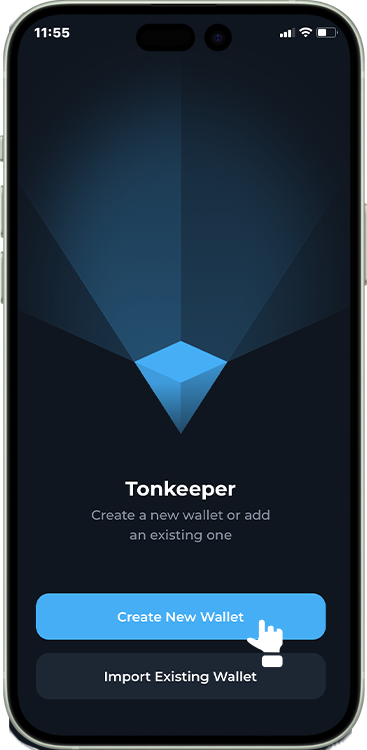 11:55
Tonkeeper
Create a new wallet or add
an existing one
Create New Wallet
Import Existing Wallet